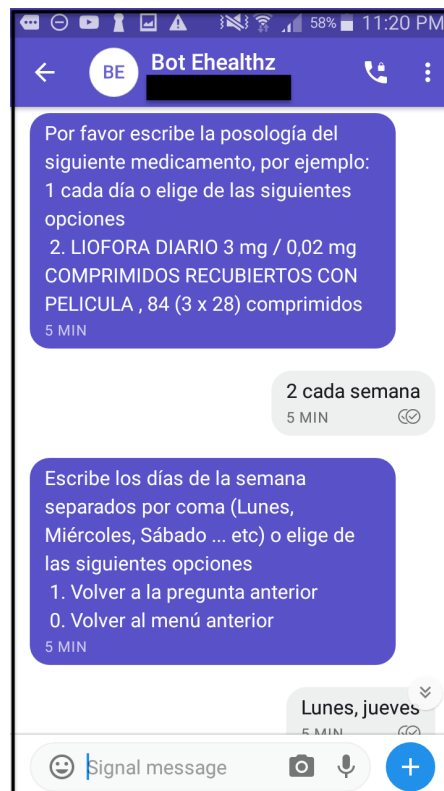 58% 11:20 PM
BE
Bot Ehealthz
Por favor escribe la posología del
siguiente medicamento, por ejemplo:
1 cada día o elige de las siguientes
opciones
2. LIOFORA DIARIO 3 mg / 0,02 mg
COMPRIMIDOS RECUBIERTOS CON
PELICULA , 84 (3 x 28) comprimidos
5 MIN
2 cada semana
5 MIN
Escribe los días de la semana
separados por coma (Lunes,
Miércoles, Sábado ... etc) o elige de
las siguientes opciones
1. Volver a la pregunta anterior
0. Volver al menú anterior
5 MIN
Lunes, jueves
5 MIN
Signal message